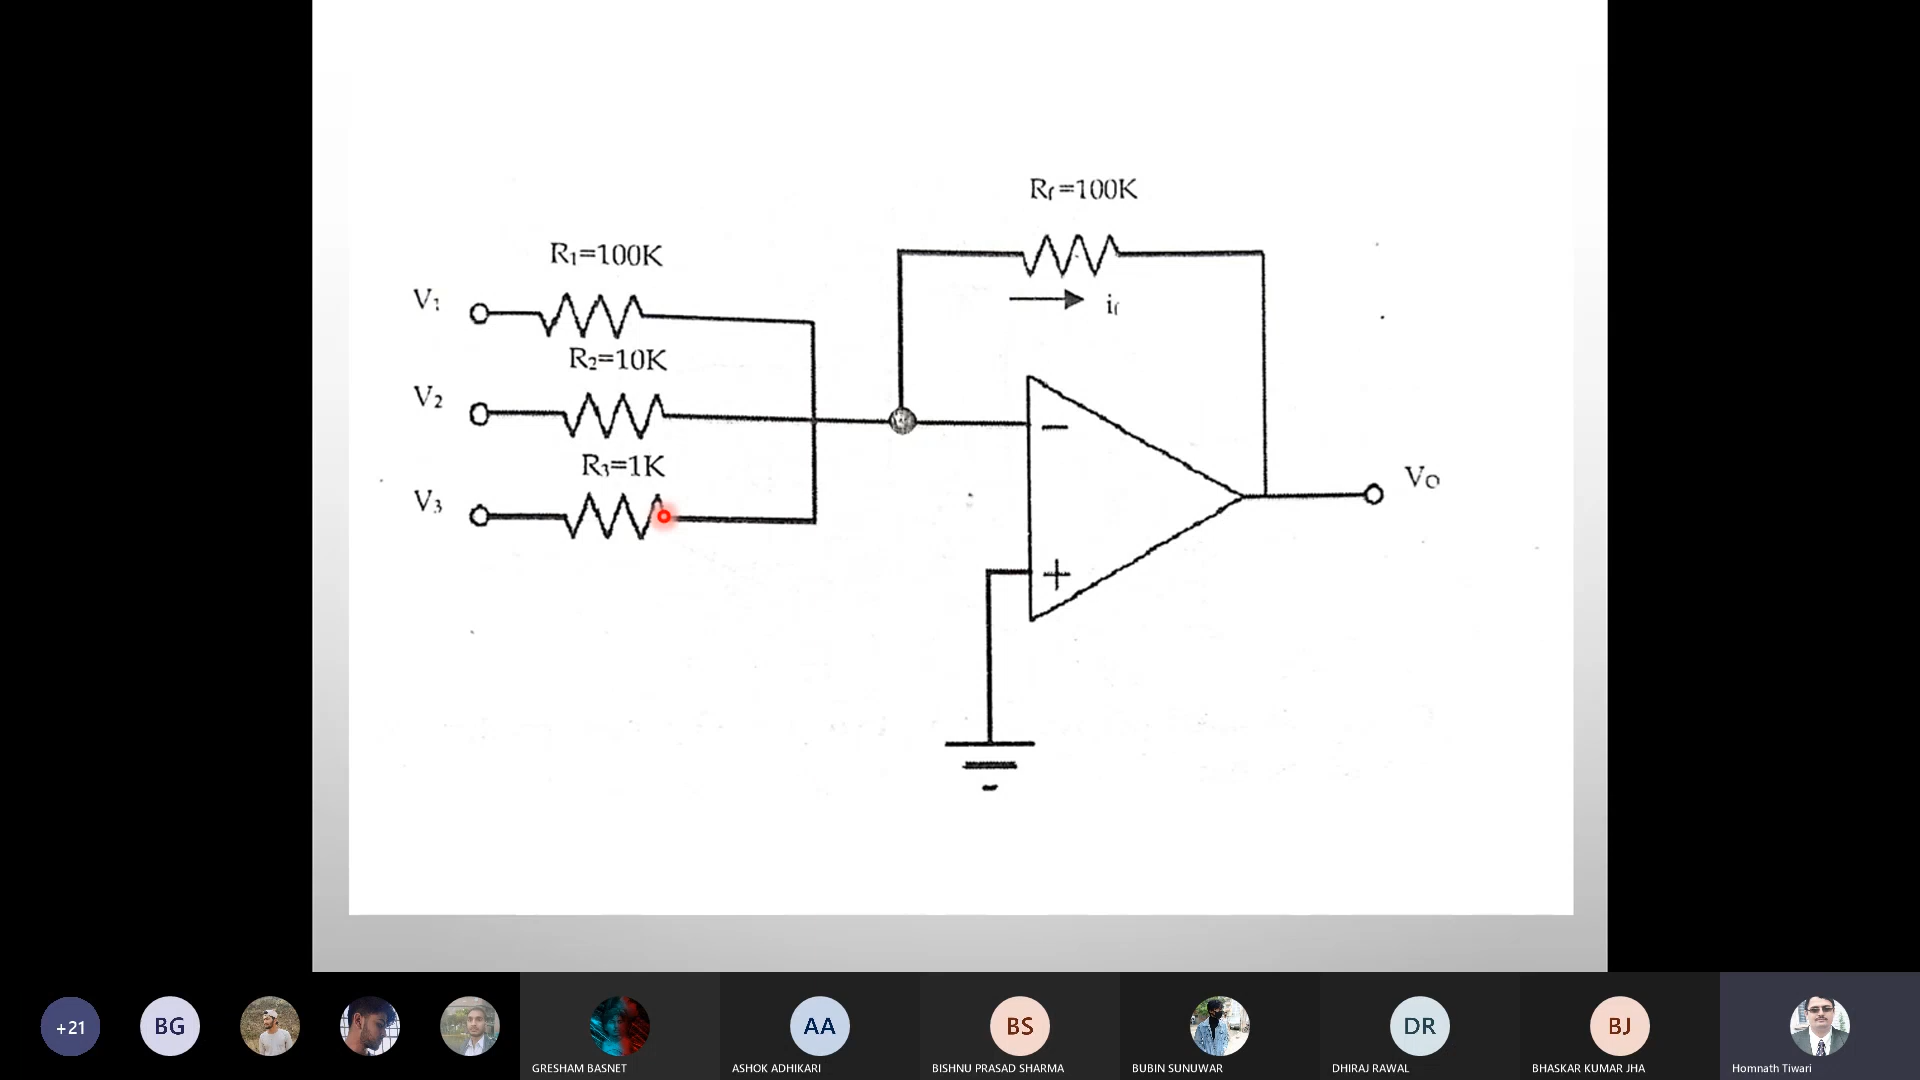 Rf=100K
R1=100K
V1
if
R2=10K
V2
−
R3=1K
V3
VO
+
+21
BG
AA
BS
DR
BJ
GRESHAM BASNET
ASHOK ADHIKARI
BISHNU PRASAD SHARMA
BUBIN SUNUWAR
DHIRAJ RAWAL
BHASKAR KUMAR JHA
Homnath Tiwari